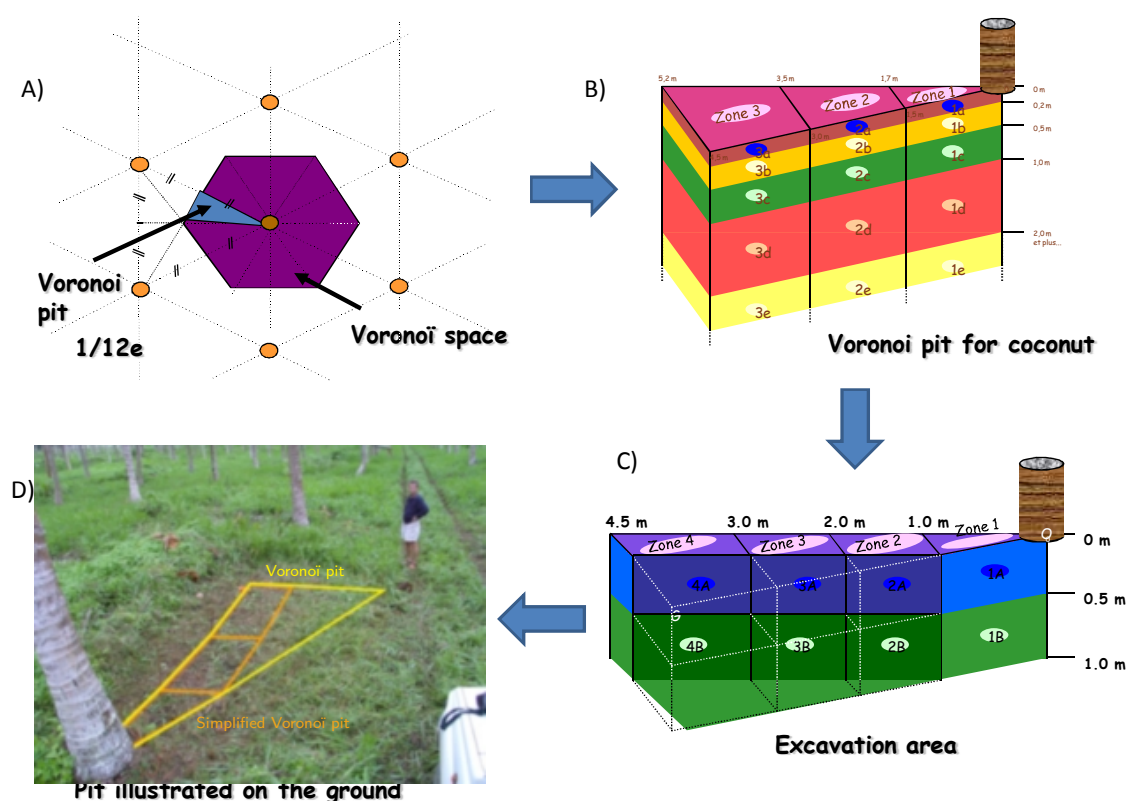 A)
Voronoi
pit
1/12e
Voronoï space
B)
5,2 m
3,5 m
1,7 m
0 m
0,2 m
0,5 m
1,0 m
2,0 m
et plus...
Zone 3
Zone 2
Zone 1
3,5m
1a
2a
3a
1b
2b
3b
1c
2c
3c
1d
2d
3d
1e
2e
3e
Voronoi pit for coconut
C)
4.5 m
3.0 m
2.0 m
1.0 m
Zone 1
0 m
0.5 m
1.0 m
Zone 4
Zone 3
Zone 2
O
4A
3A
2A
1A
G
4B
3B
2B
1B
Excavation area
D)
Voronoï pit
Simplified Voronoï pit
Pit illustrated on the ground